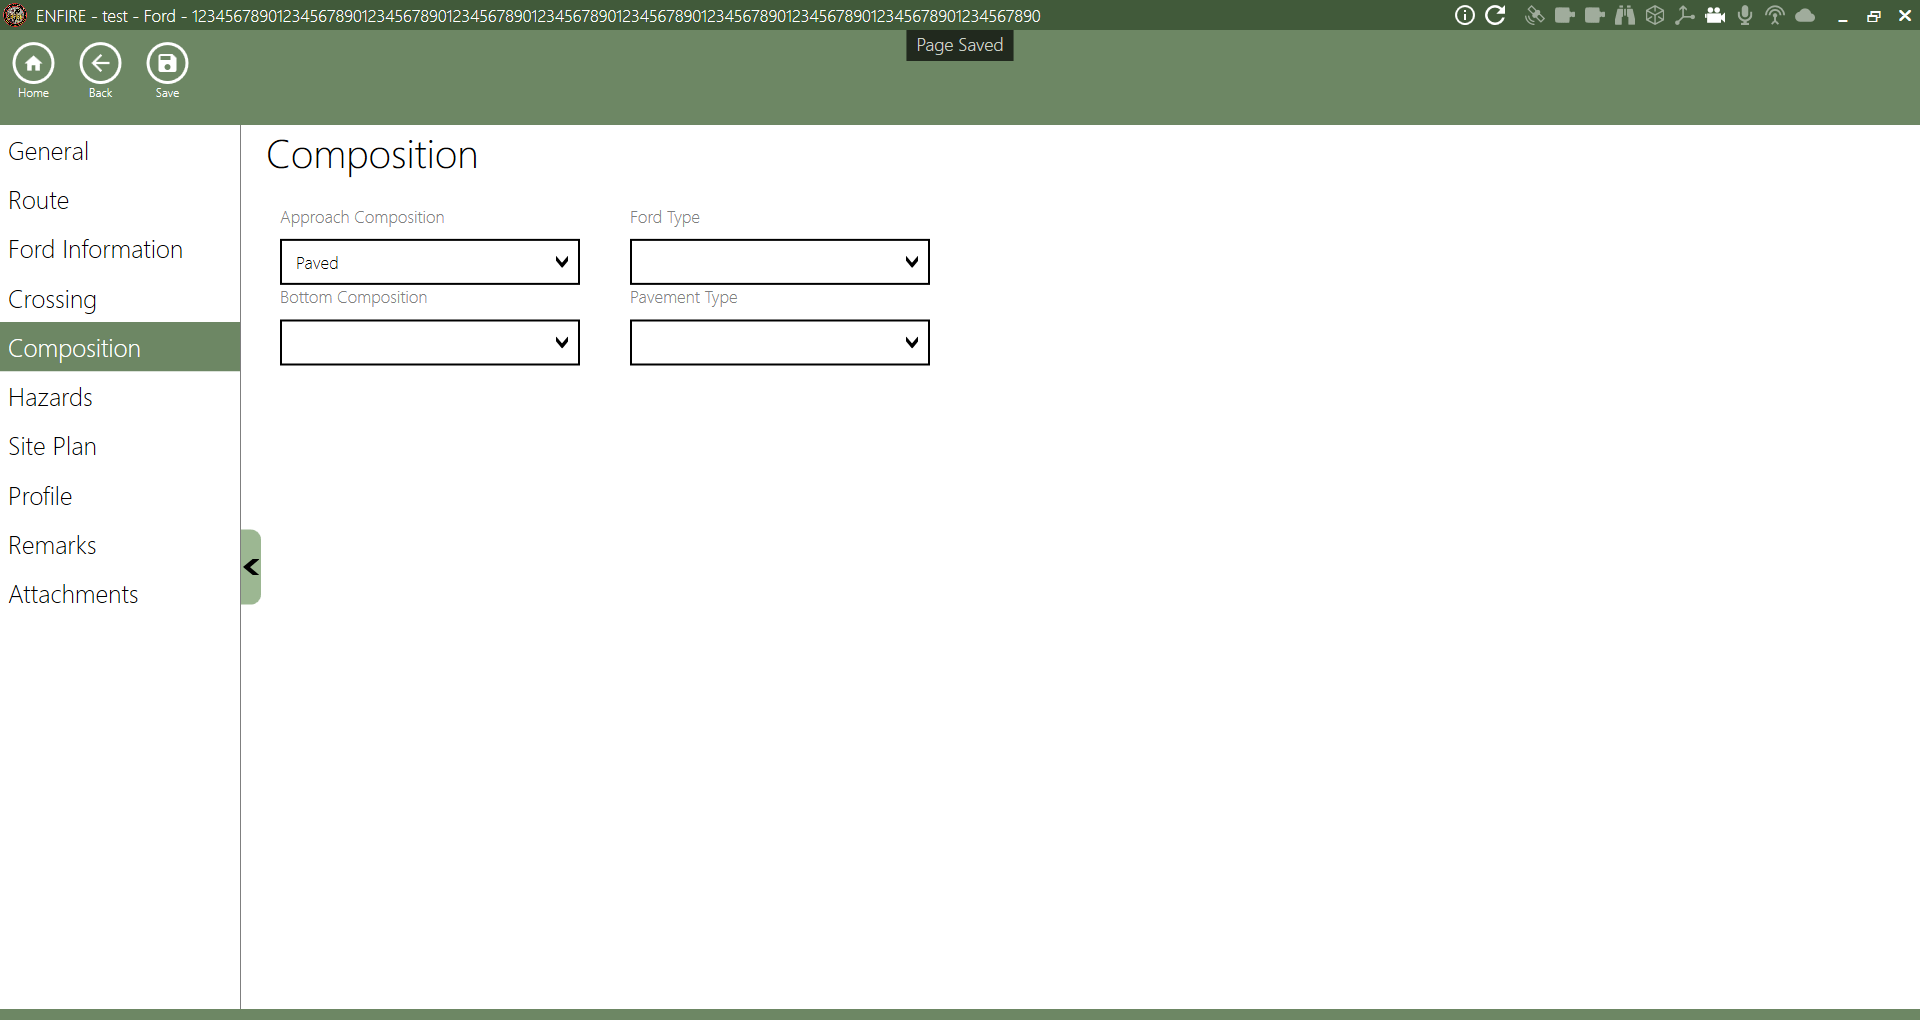 ENFIRE - test - Ford - 1234567890123456789012345678901234567890123456789012345678901234567890123456789012345678901234567890
Page Saved
Home
Back
Save
General
Route
Ford Information
Crossing
Composition
Hazards
Site Plan
Profile
Remarks
Attachments
Composition
Approach Composition
Ford Type
Paved
Bottom Composition
Pavement Type